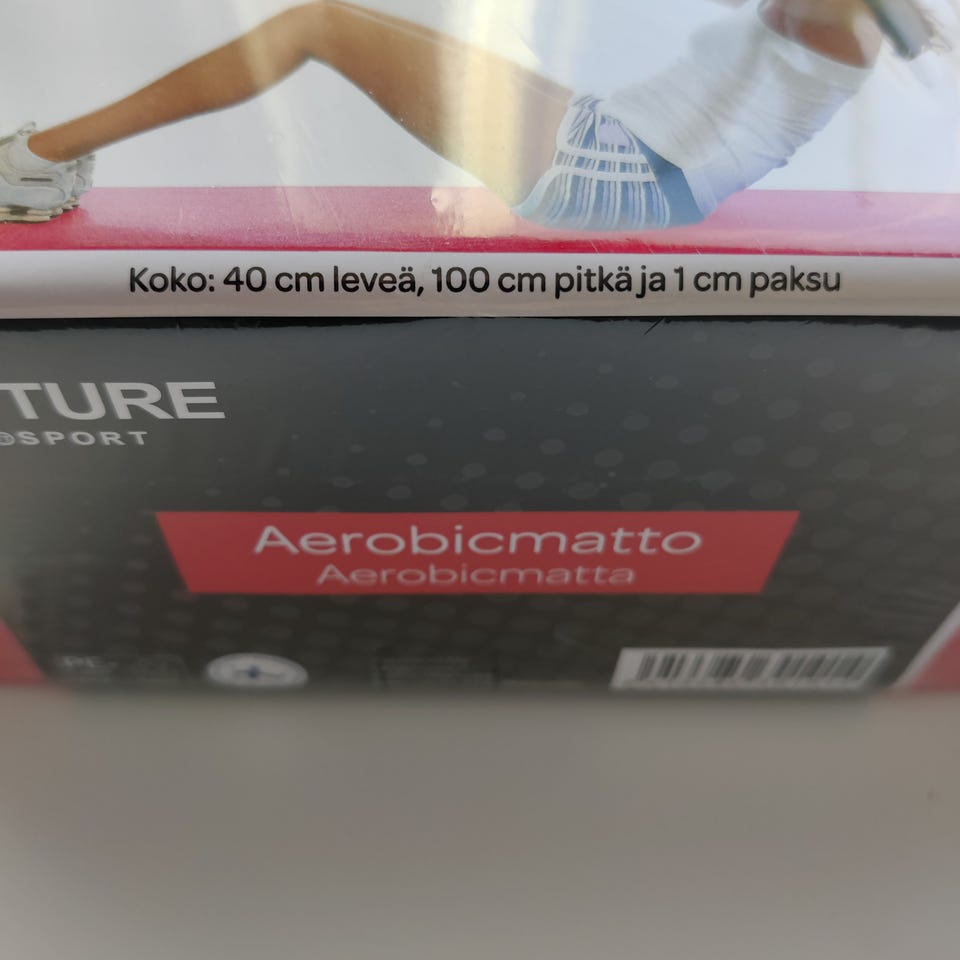 Koko: 40 cm leveä, 100 cm pitkä ja 1 cm paksu
TURE
SPORT
Aerobicmatto
Aerobicmatta